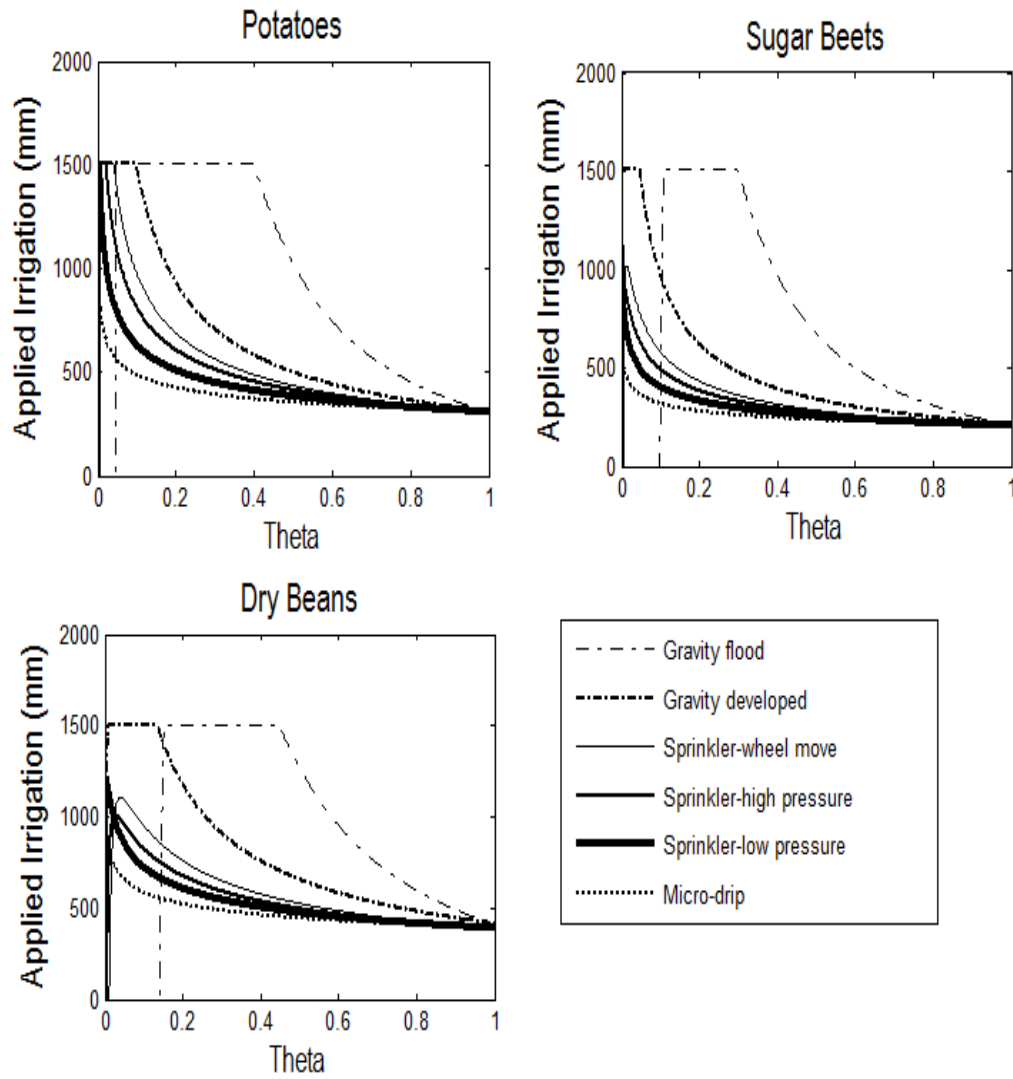 Potatoes
Applied Irrigation (mm)
2000
1500
1000
500
0
0 0.2 0.4 0.6 0.8 1
Theta
Sugar Beets
Applied Irrigation (mm)
2000
1500
1000
500
0
0 0.2 0.4 0.6 0.8 1
Theta
Dry Beans
Applied Irrigation (mm)
2000
1500
1000
500
0
0 0.2 0.4 0.6 0.8 1
Theta
Gravity flood
Gravity developed
Sprinkler-wheel move
Sprinkler-high pressure
Sprinkler-low pressure
Micro-drip